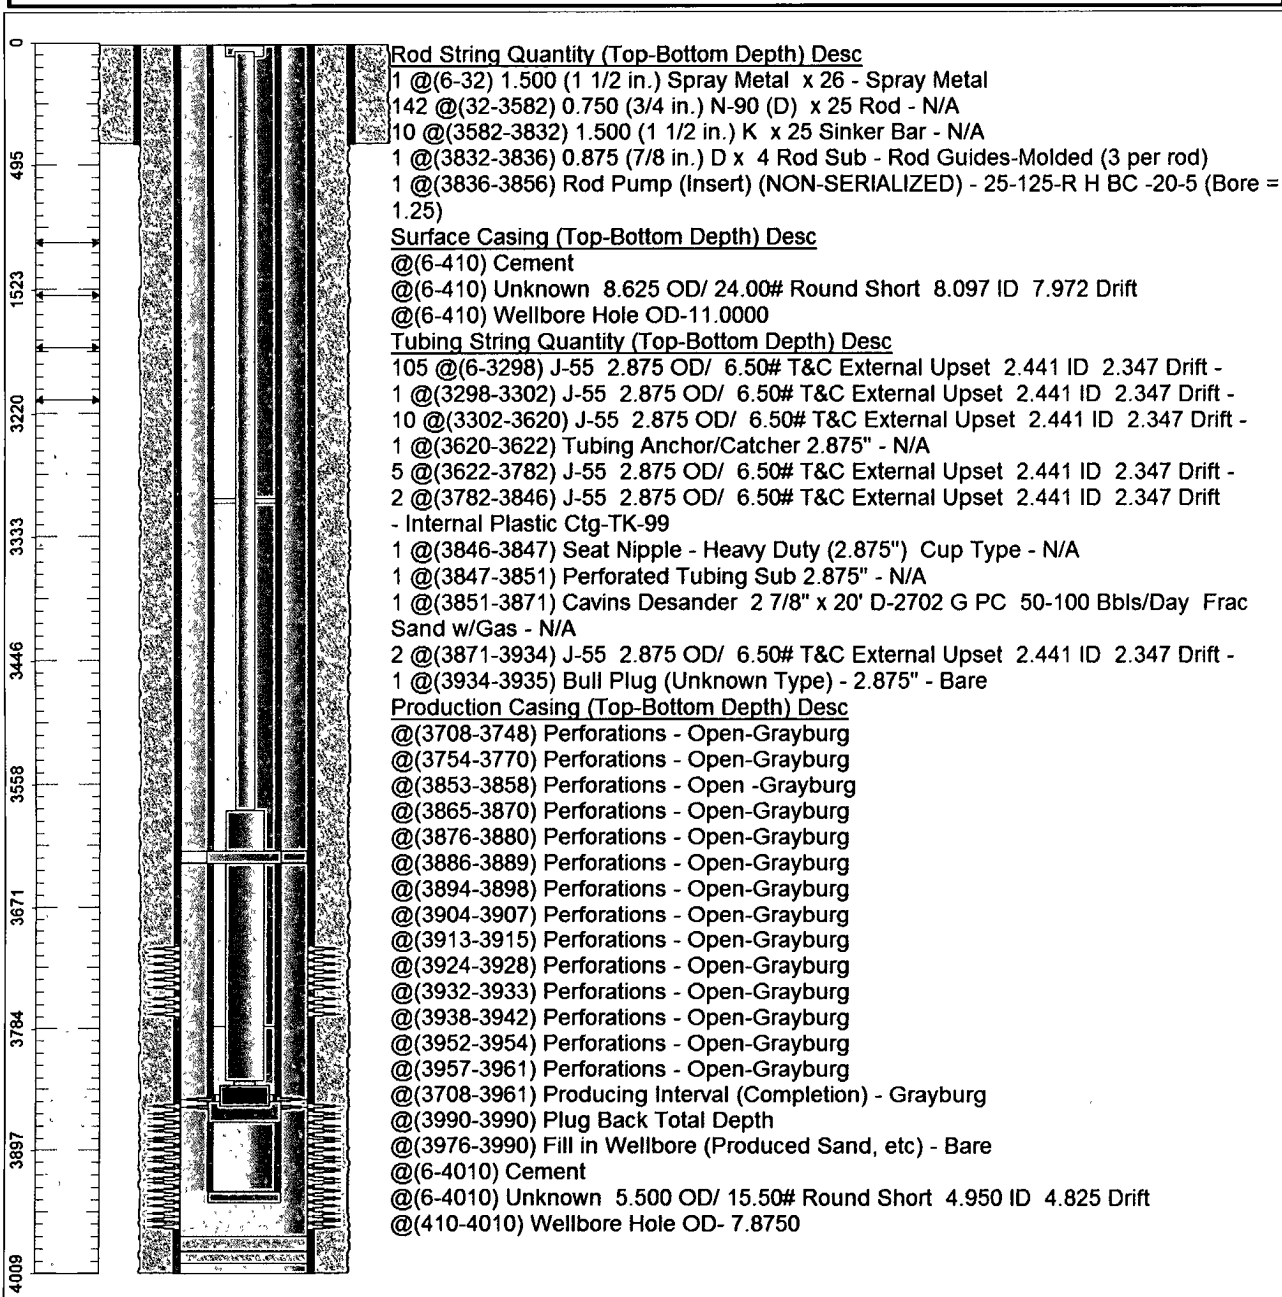 0
495
1523
3220
3333
3446
3558
3671
3784
3897
4009
Rod String Quantity (Top-Bottom Depth) Desc
1 @(6-32) 1.500 (1 1/2 in.) Spray Metal x 26 - Spray Metal
142 @(32-3582) 0.750 (3/4 in.) N-90 (D) x 25 Rod - N/A
10 @(3582-3832) 1.500 (1 1/2 in.) K x 25 Sinker Bar - N/A
1 @(3832-3836) 0.875 (7/8 in.) D x 4 Rod Sub - Rod Guides-Molded (3 per rod)
1 @(3836-3856) Rod Pump (Insert) (NON-SERIALIZED) - 25-125-R H BC -20-5 (Bore =
1.25)
Surface Casing (Top-Bottom Depth) Desc
@(6-410) Cement
@(6-410) Unknown 8.625 OD/ 24.00# Round Short 8.097 ID 7.972 Drift
@(6-410) Wellbore Hole OD-11.0000
Tubing String Quantity (Top-Bottom Depth) Desc
105 @(6-3298) J-55 2.875 OD/ 6.50# T&C External Upset 2.441 ID 2.347 Drift -
1 @(3298-3302) J-55 2.875 OD/ 6.50# T&C External Upset 2.441 ID 2.347 Drift -
10 @(3302-3620) J-55 2.875 OD/ 6.50# T&C External Upset 2.441 ID 2.347 Drift -
1 @(3620-3622) Tubing Anchor/Catcher 2.875" - N/A
5 @(3622-3782) J-55 2.875 OD/ 6.50# T&C External Upset 2.441 ID 2.347 Drift -
2 @(3782-3846) J-55 2.875 OD/ 6.50# T&C External Upset 2.441 ID 2.347 Drift
- Internal Plastic Ctg-TK-99
1 @(3846-3847) Seat Nipple - Heavy Duty (2.875") Cup Type - N/A
1 @(3847-3851) Perforated Tubing Sub 2.875" - N/A
1 @(3851-3871) Cavins Desander 2 7/8" x 20' D-2702 G PC 50-100 Bbls/Day Frac
Sand w/Gas - N/A
2 @(3871-3934) J-55 2.875 OD/ 6.50# T&C External Upset 2.441 ID 2.347 Drift -
1 @(3934-3935) Bull Plug (Unknown Type) - 2.875" - Bare
Production Casing (Top-Bottom Depth) Desc
@(3708-3748) Perforations - Open-Grayburg
@(3754-3770) Perforations - Open-Grayburg
@(3853-3858) Perforations - Open -Grayburg
@(3865-3870) Perforations - Open-Grayburg
@(3876-3880) Perforations - Open-Grayburg
@(3886-3889) Perforations - Open-Grayburg
@(3894-3898) Perforations - Open-Grayburg
@(3904-3907) Perforations - Open-Grayburg
@(3913-3915) Perforations - Open-Grayburg
@(3924-3928) Perforations - Open-Grayburg
@(3932-3933) Perforations - Open-Grayburg
@(3938-3942) Perforations - Open-Grayburg
@(3952-3954) Perforations - Open-Grayburg
@(3957-3961) Perforations - Open-Grayburg
@(3708-3961) Producing Interval (Completion) - Grayburg
@(3990-3990) Plug Back Total Depth
@(3976-3990) Fill in Wellbore (Produced Sand, etc) - Bare
@(6-4010) Cement
@(6-4010) Unknown 5.500 OD/ 15.50# Round Short 4.950 ID 4.825 Drift
@(410-4010) Wellbore Hole OD- 7.8750